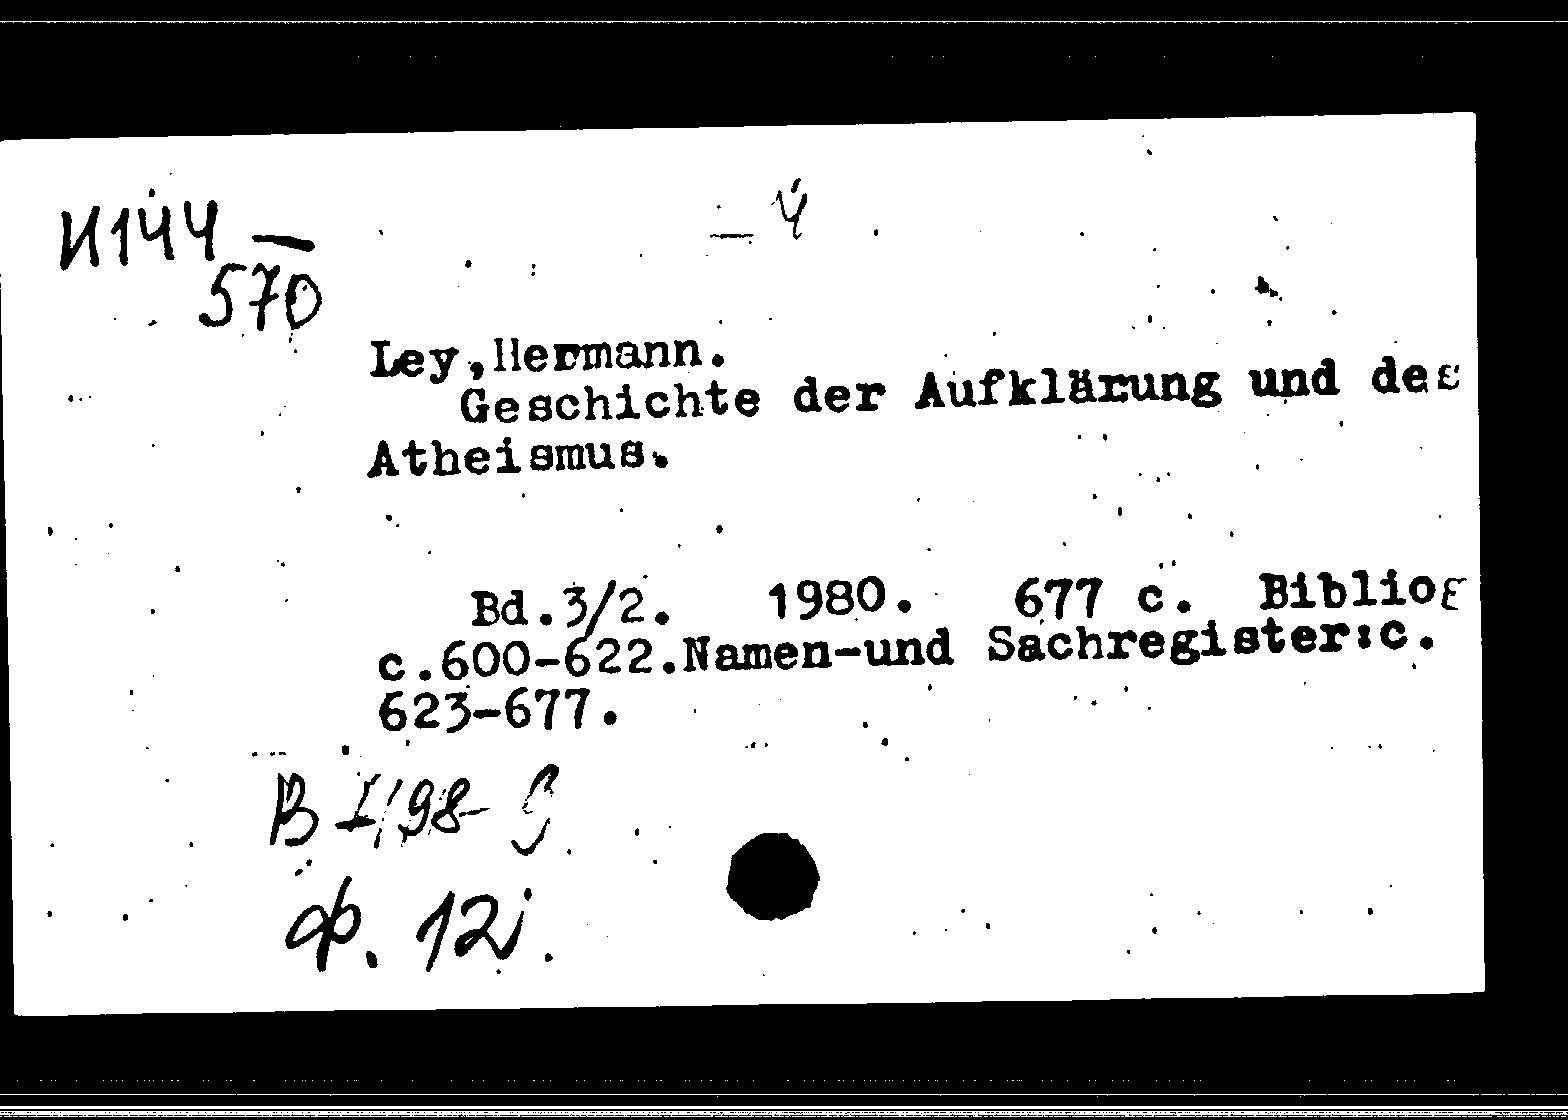 И144 —
— 4
570
Ley,Hermann.
Geschichte der Aufklärung und des
Atheismus.
Bd.3/2. 1980. 677 c. Bibliog
c.600-622.Namen-und Sachregister:c.
623-677.
В I/98-9
Ф. 12